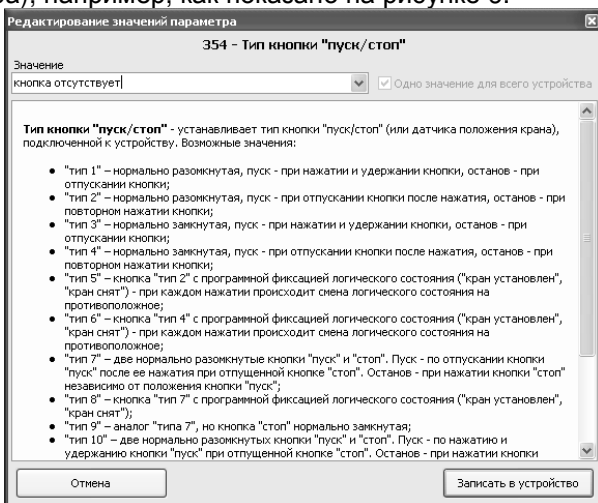 а), например, как показано на рисунке 6.
Редактирование значений параметра
354 - Тип кнопки "пуск/стоп"
Значение
кнопка отсутствует
Одно значение для всего устройства
Тип кнопки "пуск/стоп" - устанавливает тип кнопки "пуск/стоп" (или датчика положения крана),
подключенной к устройству. Возможные значения:
• "тип 1" – нормально разомкнутая, пуск - при нажатии и удержании кнопки, останов - при
отпускании кнопки;
• "тип 2" – нормально разомкнутая, пуск - при отпускании кнопки после нажатия, останов - при
повторном нажатии кнопки;
• "тип 3" – нормально замкнутая, пуск - при нажатии и удержании кнопки, останов - при
отпускании кнопки;
• "тип 4" – нормально замкнутая, пуск - при отпускании кнопки после нажатия, останов - при
повторном нажатии кнопки;
• "тип 5" – кнопка "тип 2" с программной фиксацией логического состояния ("кран установлен",
"кран снят") - при каждом нажатии происходит смена логического состояния на
противоположное;
• "тип 6" – кнопка "тип 4" с программной фиксацией логического состояния ("кран установлен",
"кран снят") - при каждом нажатии происходит смена логического состояния на
противоположное;
• "тип 7" – две нормально разомкнутые кнопки "пуск" и "стоп". Пуск - по отпускании кнопки
"пуск" после ее нажатия при отпущенной кнопке "стоп". Останов - при нажатии кнопки "стоп"
независимо от положения кнопки "пуск";
• "тип 8" – кнопка "тип 7" с программной фиксацией логического состояния ("кран установлен",
"кран снят");
• "тип 9" – аналог "типа 7", но кнопка "стоп" нормально замкнутая;
• "тип 10" – две нормально разомкнутых кнопки "пуск" и "стоп". Пуск - по нажатию и
удержанию кнопки "пуск" при отпущенной кнопке "стоп". Останов - при нажатии кнопки
Отмена
Записать в устройство